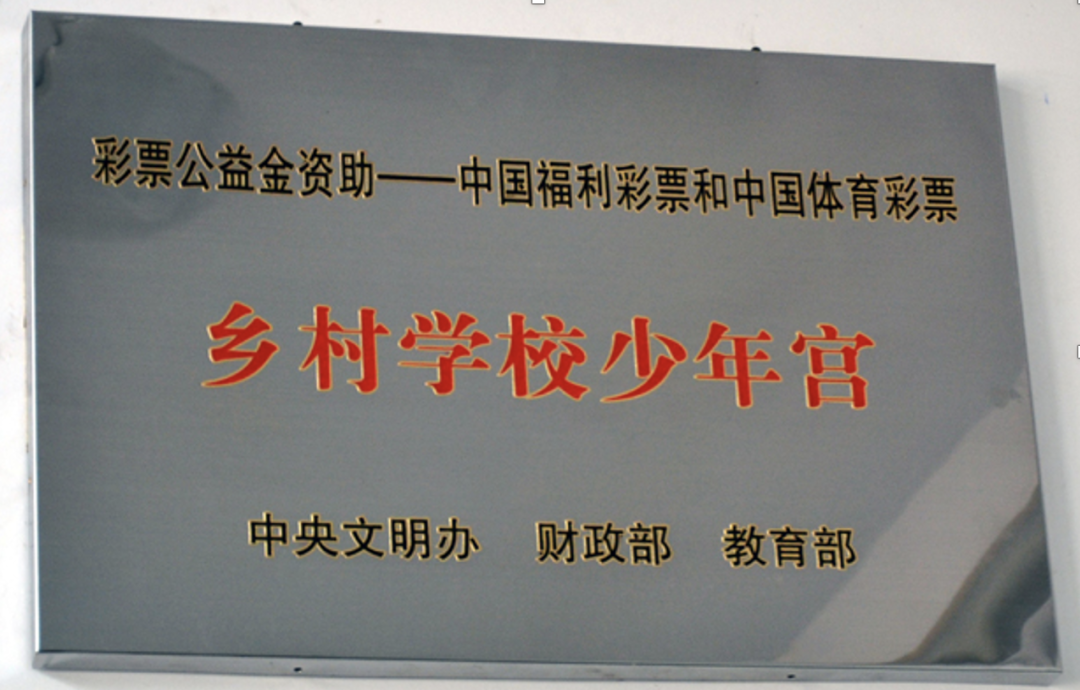 彩票公益金资助——中国福利彩票和中国体育彩票
乡村学校少年宫
中央文明办 财政部 教育部